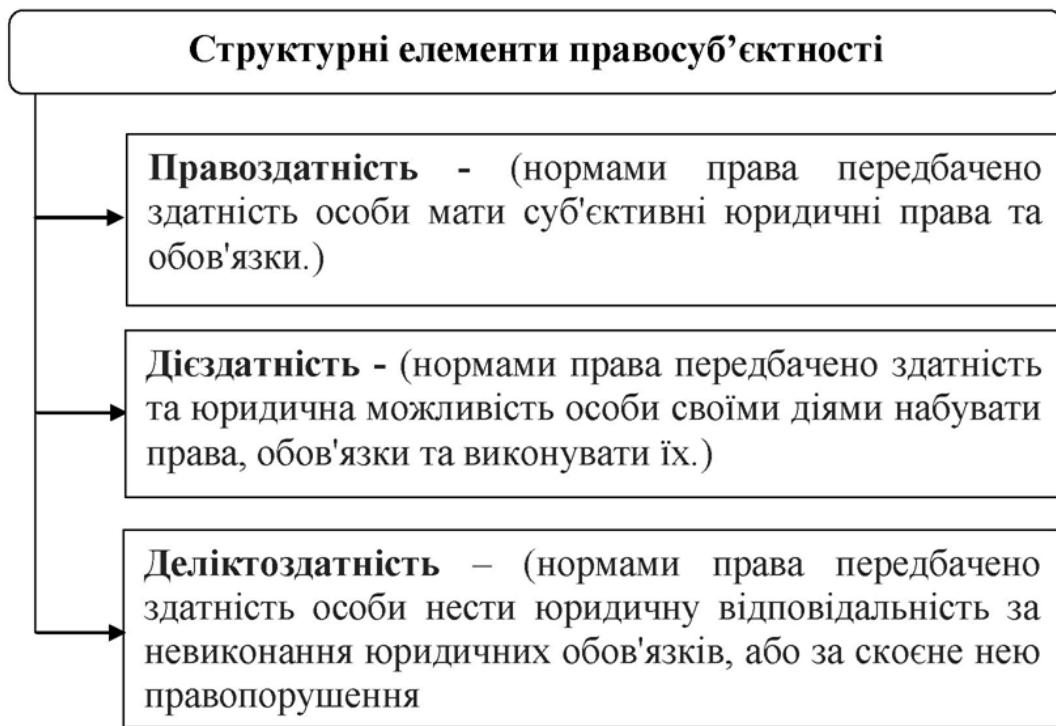 Структурні елементи правосуб’єктності
Правоздатність - (нормами права передбачено
здатність особи мати суб'єктивні юридичні права та
обов'язки.)
Дієздатність - (нормами права передбачено здатність
та юридична можливість особи своїми діями набувати
права, обов'язки та виконувати їх.)
Деліктоздатність – (нормами права передбачено
здатність особи нести юридичну відповідальність за
невиконання юридичних обов'язків, або за скоєне нею
правопорушення